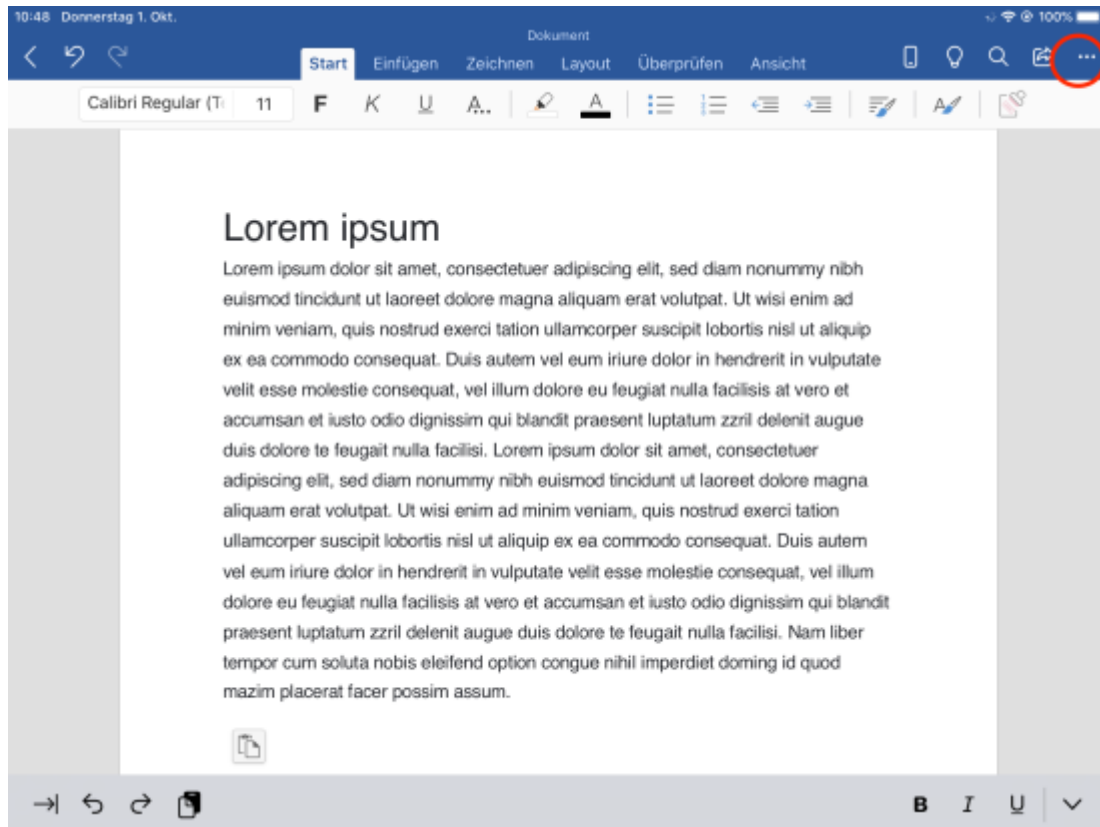 10:48 Donnerstag 1. Okt.
100%
Dokument
Start Einfügen Zeichnen Layout Überprüfen Ansicht
Calibri Regular (T 11 F K U A... A
Lorem ipsum
Lorem ipsum dolor sit amet, consectetuer adipiscing elit, sed diam nonummy nibh
euismod tincidunt ut laoreet dolore magna aliquam erat volutpat. Ut wisi enim ad
minim veniam, quis nostrud exerci tation ullamcorper suscipit lobortis nisl ut aliquip
ex ea commodo consequat. Duis autem vel eum iriure dolor in hendrerit in vulputate
velit esse molestie consequat, vel illum dolore eu feugiat nulla facilisis at vero et
accumsan et iusto odio dignissim qui blandit praesent luptatum zzril delenit augue
duis dolore te feugait nulla facilisi. Lorem ipsum dolor sit amet, consectetuer
adipiscing elit, sed diam nonummy nibh euismod tincidunt ut laoreet dolore magna
aliquam erat volutpat. Ut wisi enim ad minim veniam, quis nostrud exerci tation
ullamcorper suscipit lobortis nisl ut aliquip ex ea commodo consequat. Duis autem
vel eum iriure dolor in hendrerit in vulputate velit esse molestie consequat, vel illum
dolore eu feugiat nulla facilisis at vero et accumsan et iusto odio dignissim qui blandit
praesent luptatum zzril delenit augue duis dolore te feugait nulla facilisi. Nam liber
tempor cum soluta nobis eleifend option congue nihil imperdiet doming id quod
mazim placerat facer possim assum.
B I U